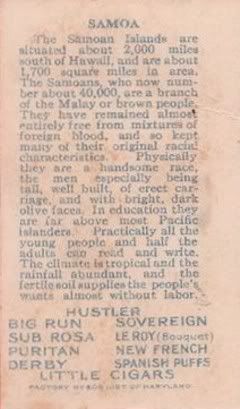 SAMOA
The Samoan Islands are
situated about 2,000 miles
south of Hawaii, and are about
1,700 square miles in area.
The Samoans, who now num-
ber about 40,000, are a branch
of the Malay or brown people.
They have remained almost
entirely free from mixtures of
foreign blood, and so kept
many of their original racial
characteristics. Physically
they are a handsome race,
the men especially being
tall, well built, of erect car-
riage, and with bright, dark
olive faces. In education they
are far above most Pacific
islanders. Practically all the
young people and half the
adults can read and write.
The climate is tropical and the
rainfall abundant, and the
fertile soil supplies the people's
wants almost without labor.
HUSTLER
BIG RUN SOVEREIGN
SUB ROSA LE ROY (Bouquet)
PURITAN NEW FRENCH
DERBY SPANISH PUFFS
LITTLE CIGARS
FACTORY DIST. OF MARYLAND